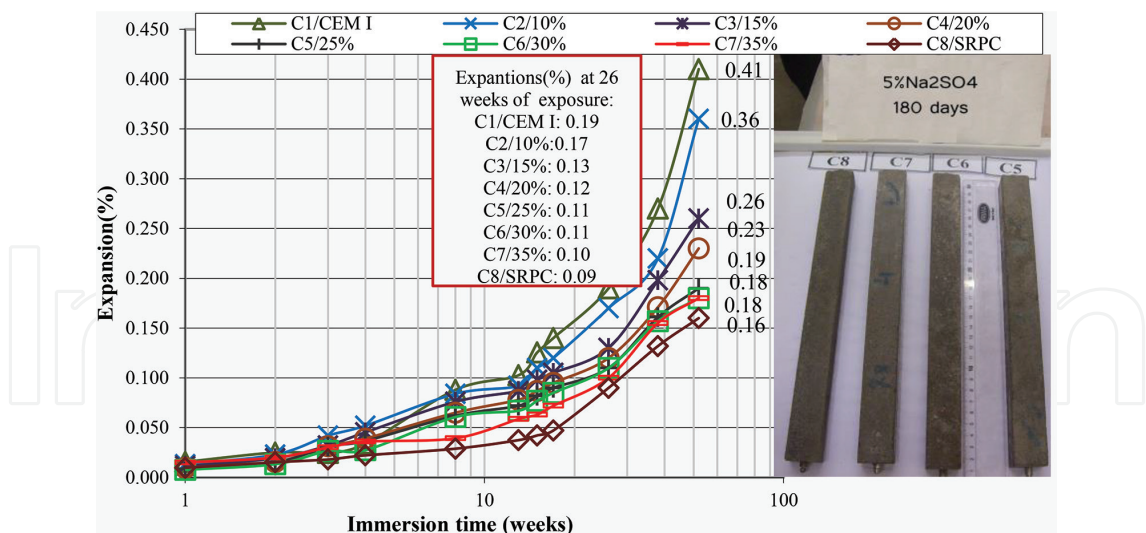 C1/CEM I C2/10% C3/15% C4/20%
C5/25% C6/30% C7/35% C8/SRPC
Expansion(%)
0.450
0.400
0.350
0.300
0.250
0.200
0.150
0.100
0.050
0.000
Expantions(%) at 26
weeks of exposure:
C1/CEM I: 0.19
C2/10%:0.17
C3/15%: 0.13
C4/20%: 0.12
C5/25%: 0.11
C6/30%: 0.11
C7/35%: 0.10
C8/SRPC: 0.09
0.41
0.36
0.26
0.23
0.19
0.18
0.18
0.16
1 10 100
Immersion time (weeks)
5%Na2SO4
180 days
C8 C7 C6 C5